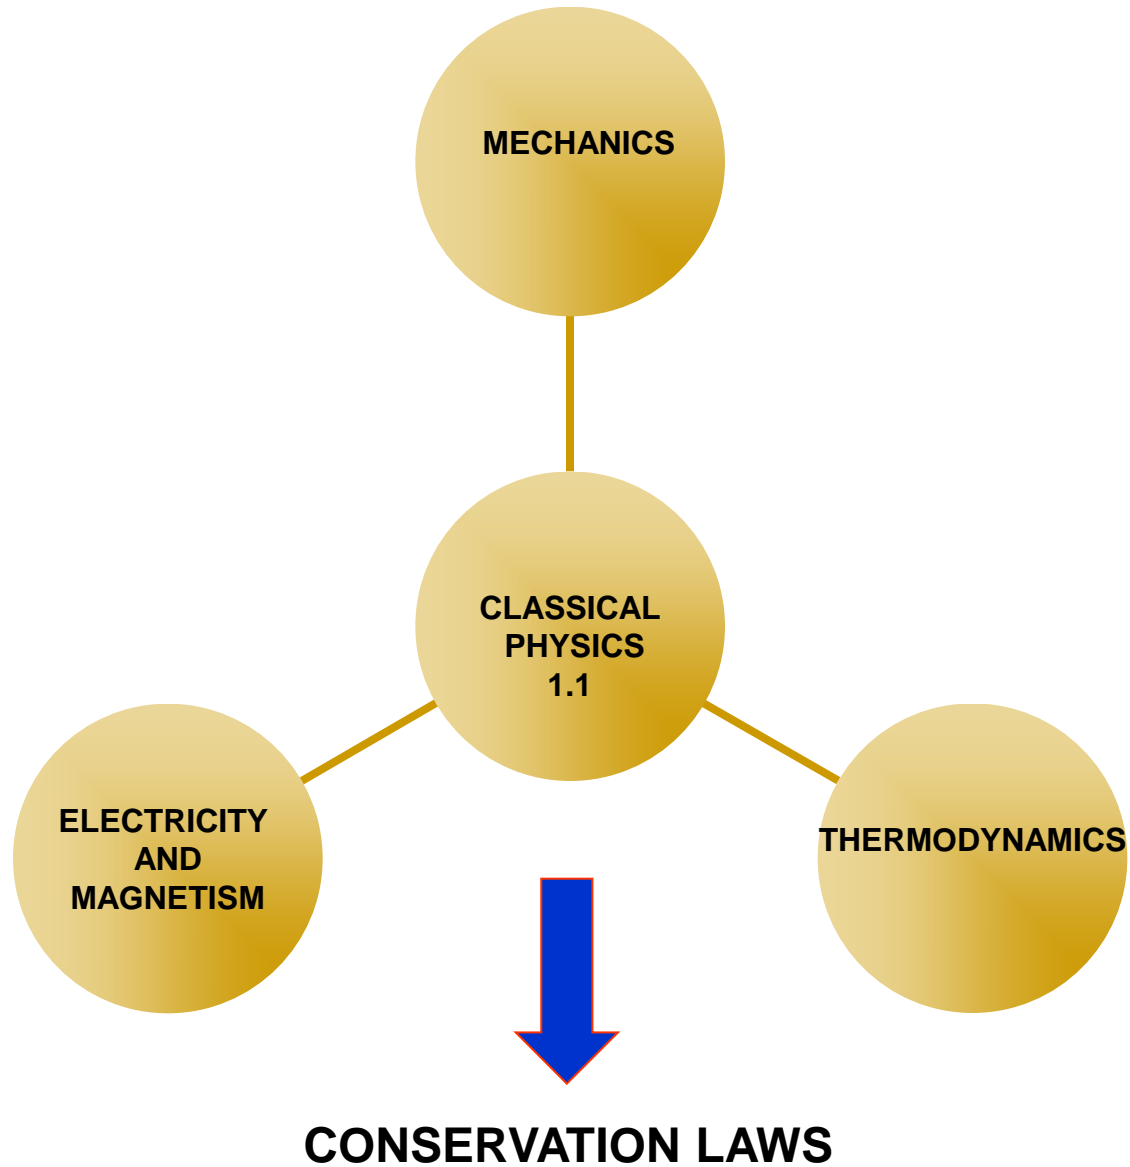 MECHANICS
CLASSICAL
PHYSICS
1.1
ELECTRICITY
AND
MAGNETISM
THERMODYNAMICS
CONSERVATION LAWS